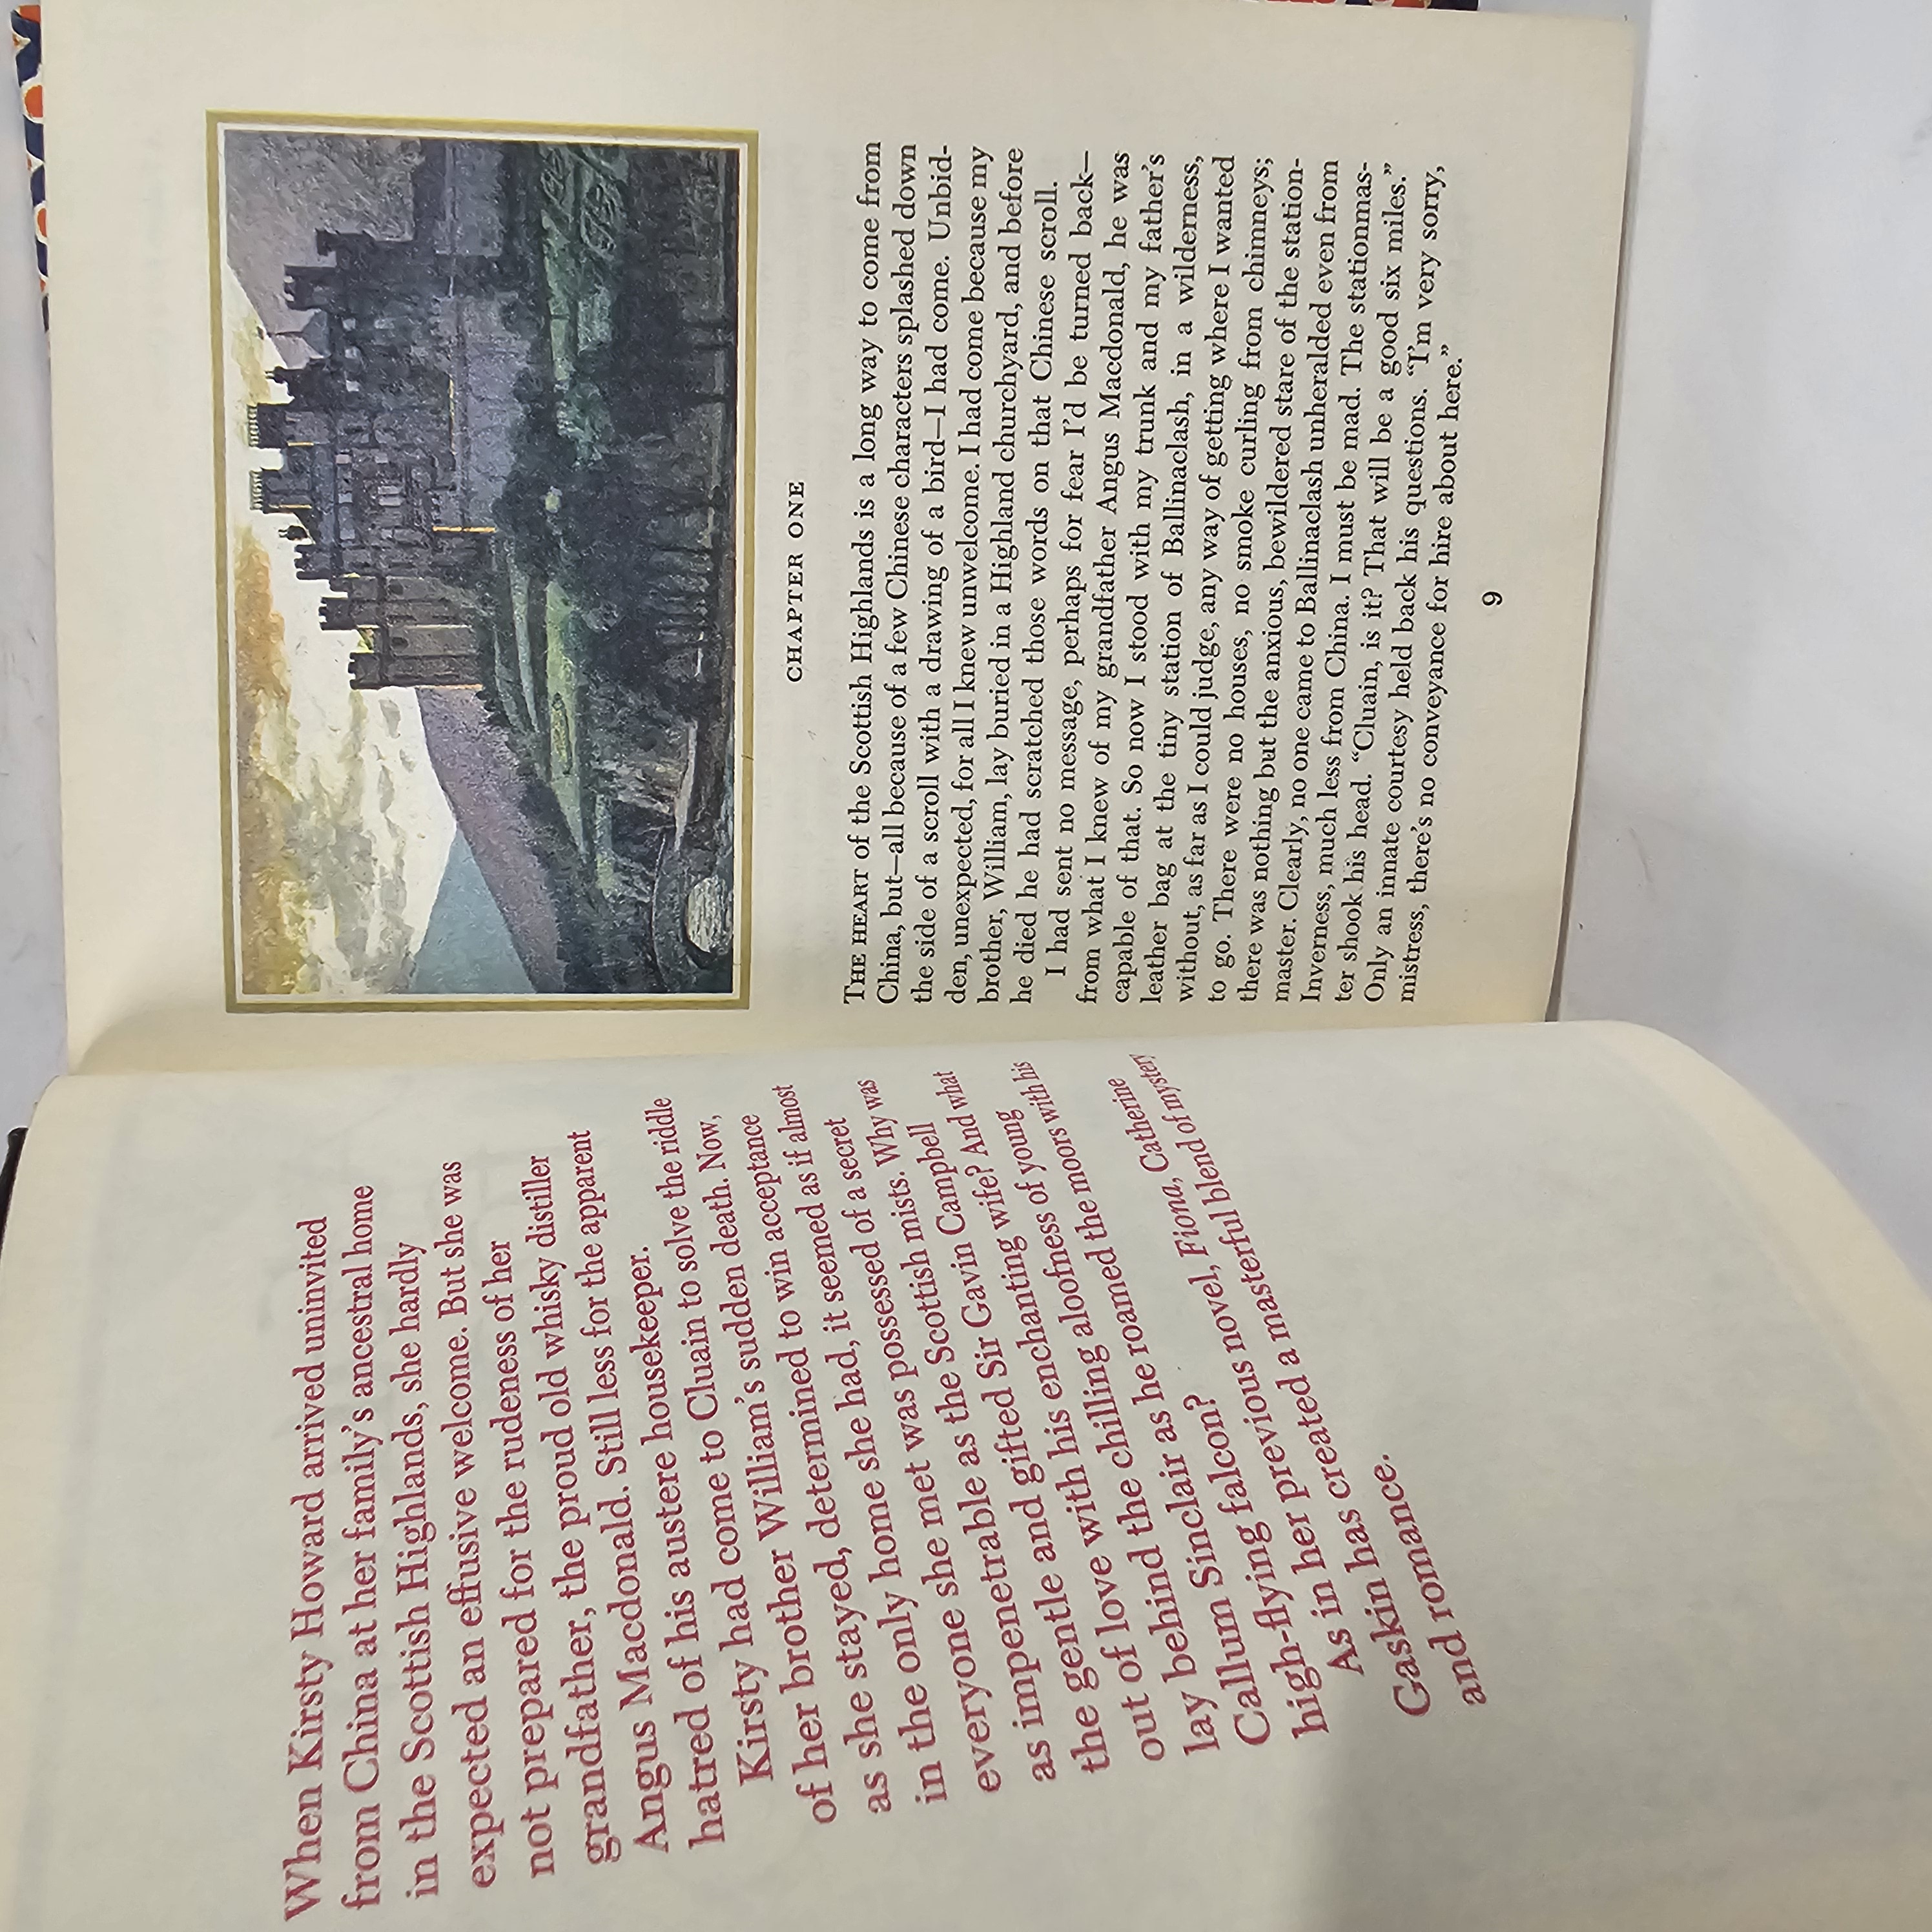 When Kirsty Howard arrived uninvited
from China at her family's ancestral home
in the Scottish Highlands, she hardly
expected an effusive welcome. But she was
not prepared for the rudeness of her
grandfather, the proud old whisky distiller
Angus Macdonald. Still less for the apparent
hatred of his austere housekeeper.
Kirsty had come to Cluain to solve the riddle
of her brother William's sudden death. Now,
as she stayed, determined to win acceptance
in the only home she had, it seemed as if almost
everyone she met was possessed of a secret
as impenetrable as the Scottish mists. Why was
the gentle and gifted Sir Gavin Campbell
out of love with his enchanting wife? And what
lay behind the chilling aloofness of young
Callum Sinclair as he roamed the moors with his
high-flying falcon?
As in her previous novel, Fiona, Catherine
Gaskin has created a masterful blend of mystery
and romance.
CHAPTER ONE
THE HEART of the Scottish Highlands is a long way to come from
China, but—all because of a few Chinese characters splashed down
the side of a scroll with a drawing of a bird—I had come. Unbid-
den, unexpected, for all I knew unwelcome. I had come because my
brother, William, lay buried in a Highland churchyard, and before
he died he had scratched those words on that Chinese scroll.
I had sent no message, perhaps for fear I'd be turned back—
from what I knew of my grandfather Angus Macdonald, he was
capable of that. So now I stood with my trunk and my father's
leather bag at the tiny station of Ballinaclash, in a wilderness,
without, as far as I could judge, any way of getting where I wanted
to go. There were no houses, no smoke curling from chimneys;
there was nothing but the anxious, bewildered stare of the station-
master. Clearly, no one came to Ballinaclash unheralded even from
Inverness, much less from China. I must be mad. The stationmas-
ter shook his head. “Cluain, is it? That will be a good six miles.”
Only an innate courtesy held back his questions. “I'm very sorry,
mistress, there's no conveyance for hire about here.”
9